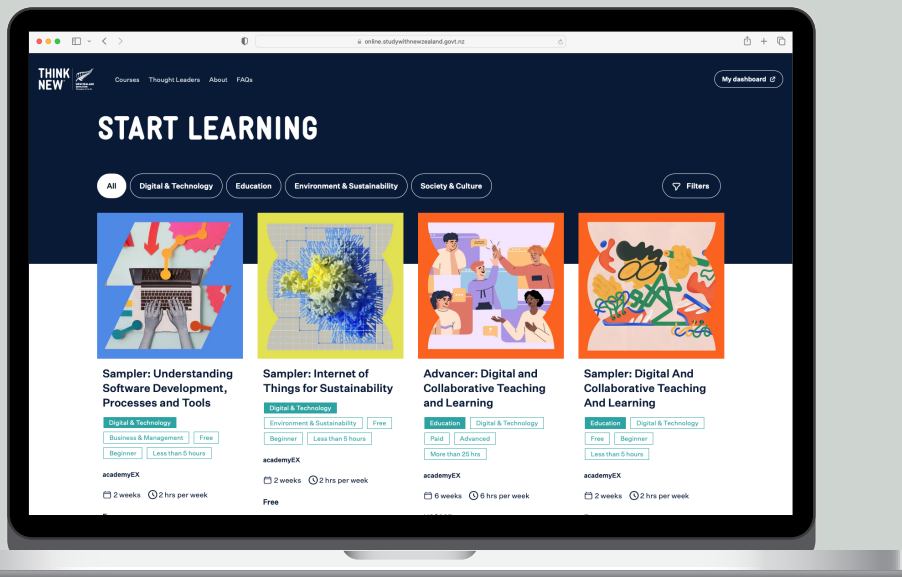 online.studywithnewzealand.govt.nz
THINK
NEW
Courses Thought Leaders About FAQs
My dashboard
START LEARNING
All Digital & Technology Education Environment & Sustainability Society & Culture Filters
Sampler: Understanding
Software Development,
Processes and Tools
Digital & Technology
Business & Management Free
Beginner Less than 5 hours
academyEX
2 weeks 2 hrs per week
Sampler: Internet of
Things for Sustainability
Digital & Technology
Environment & Sustainability Free
Beginner Less than 5 hours
academyEX
2 weeks 2 hrs per week
Free
Advancer: Digital and
Collaborative Teaching
and Learning
Education Digital & Technology
Paid Advanced
More than 25 hrs
academyEX
6 weeks 6 hrs per week
Sampler: Digital And
Collaborative Teaching
And Learning
Education Digital & Technology
Free Beginner
Less than 5 hours
academyEX
2 weeks 2 hrs per week